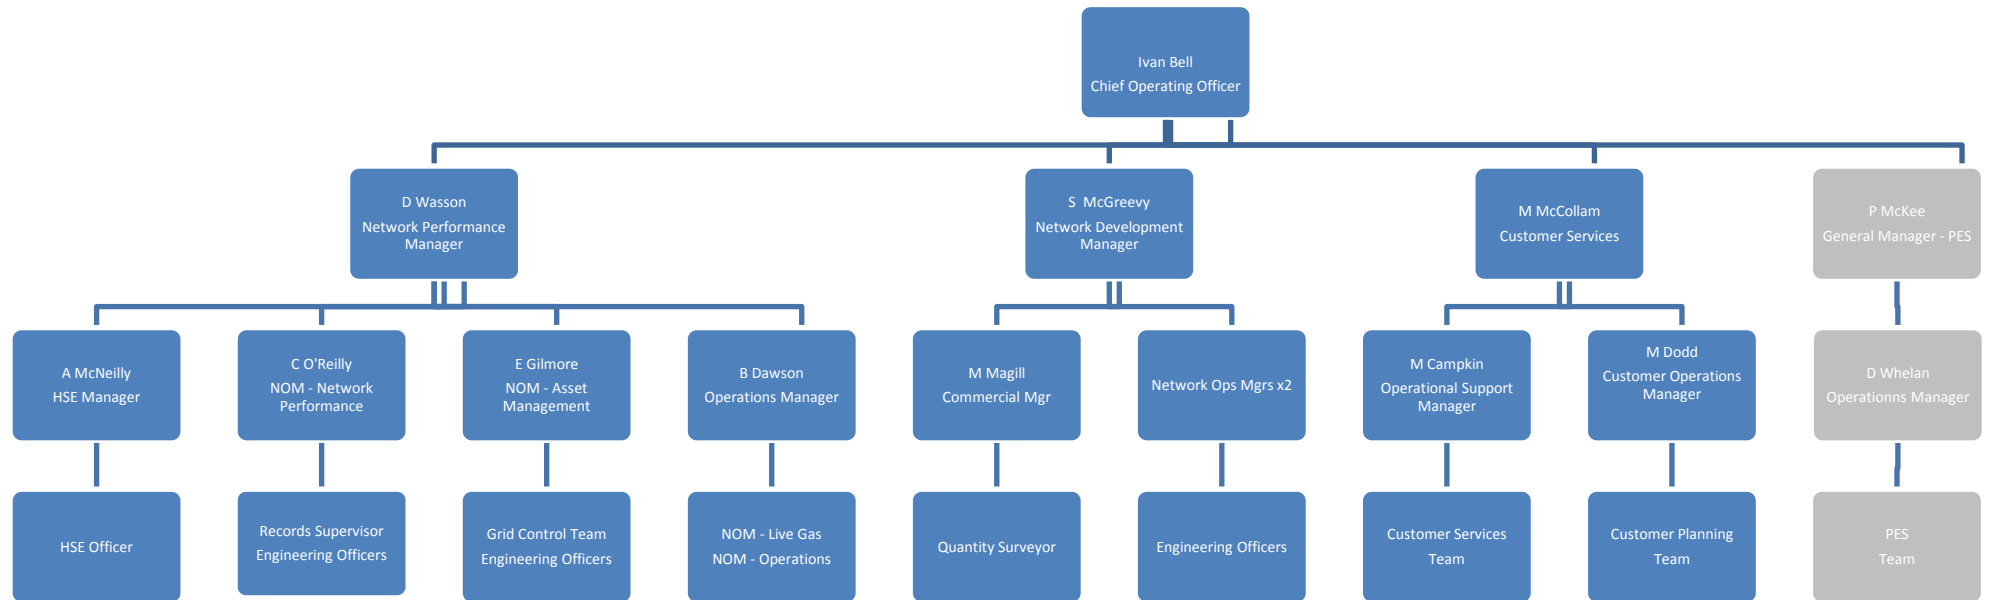 Ivan Bell
Chief Operating Officer
D Wasson
Network Performance
Manager
S  McGreevy
Network Development
Manager
M McCollam
Customer Services
P McKee
General Manager - PES
A McNeilly
HSE Manager
C O'Reilly
NOM - Network
Performance
E Gilmore
NOM - Asset
Management
B Dawson
Operations Manager
M Magill
Commercial Mgr
Network Ops Mgrs x2
M Campkin
Operational Support
Manager
M Dodd
Customer Operations
Manager
D Whelan
Operationns Manager
HSE Officer
Records Supervisor
Engineering Officers
Grid Control Team
Engineering Officers
NOM - Live Gas
NOM - Operations
Quantity Surveyor
Engineering Officers
Customer Services
Team
Customer Planning
Team
PES
Team